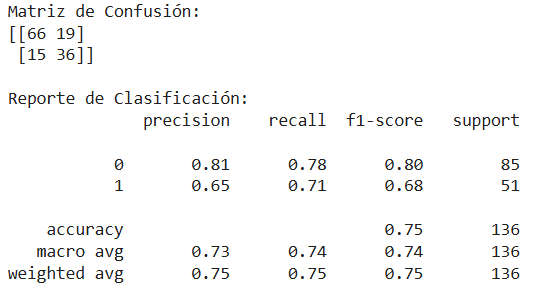 Matriz de Confusión:
[[66 19]
[15 36]]
Reporte de Clasificación:
precision recall f1-score support
0 0.81 0.78 0.80 85
1 0.65 0.71 0.68 51
accuracy 0.75 136
macro avg 0.73 0.74 0.74 136
weighted avg 0.75 0.75 0.75 136